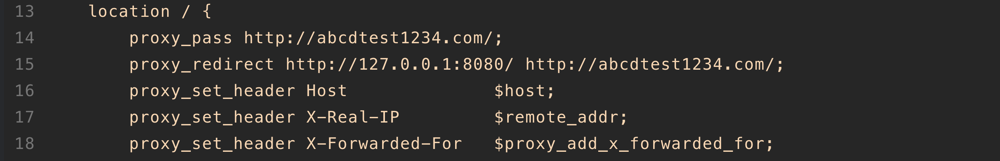 13 location / {
14 proxy_pass http://abcdtest1234.com/;
15 proxy_redirect http://127.0.0.1:8080/ http://abcdtest1234.com/;
16 proxy_set_header Host $host;
17 proxy_set_header X-Real-IP $remote_addr;
18 proxy_set_header X-Forwarded-For $proxy_add_x_forwarded_for;